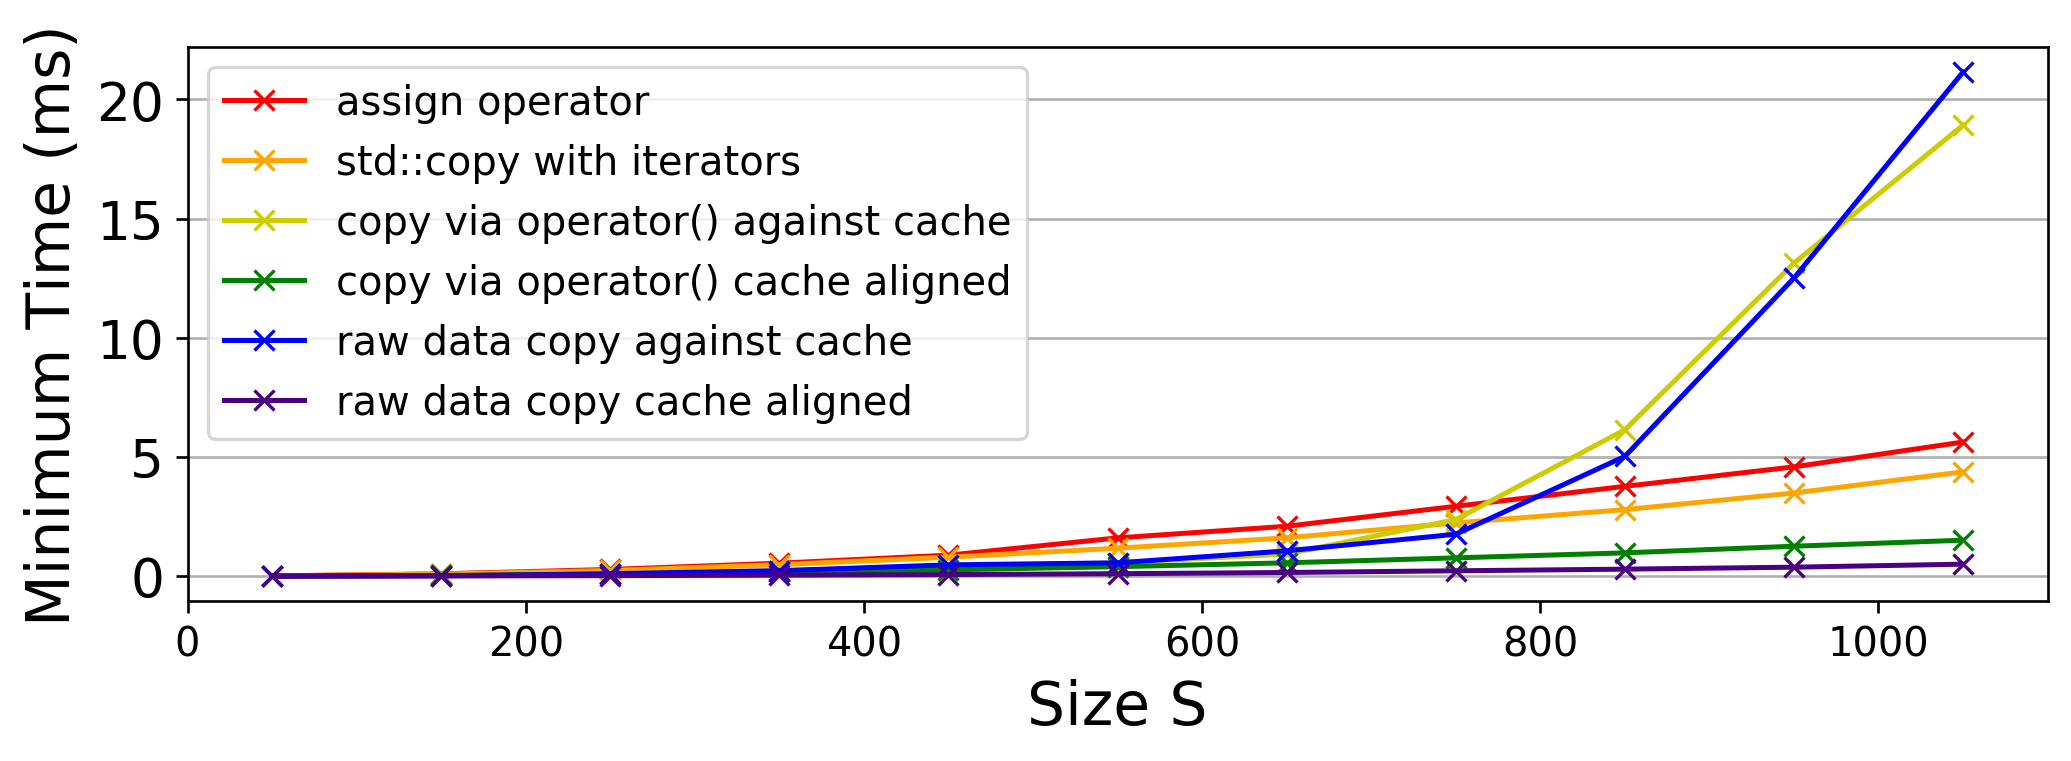 Minimum Time (ms)
20
15
10
5
0
assign operator
std::copy with iterators
copy via operator() against cache
copy via operator() cache aligned
raw data copy against cache
raw data copy cache aligned
0 200 400 600 800 1000
Size S